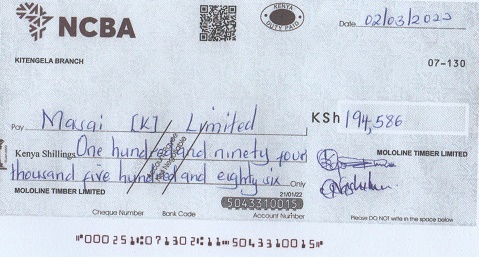 NCBA
KENYA
DUTY PAID
Date 02/03/2022
KITENGELA BRANCH
07-130
Pay Masai [K] Limited KSh 194,586
Kenya Shillings One hundred and ninety four
MOLOLINE TIMBER LIMITED
thousand five hundred and eighty six Only
MOLOLINE TIMBER LIMITED
21/01/22
5043310015
Cheque Number Bank Code Account Number Please DO NOT write in the space below
⑈000251⑆071302⑆11⑉5043310015⑈